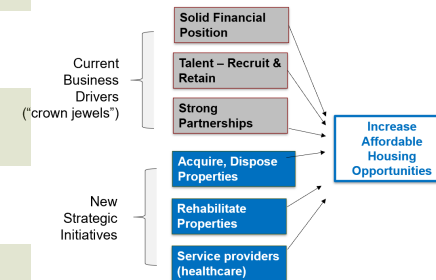 Current
Business
Drivers
(“crown jewels”)
Solid Financial
Position
Talent – Recruit &
Retain
Strong
Partnerships
New
Strategic
Initiatives
Acquire, Dispose
Properties
Rehabilitate
Properties
Service providers
(healthcare)
Increase
Affordable
Housing
Opportunities